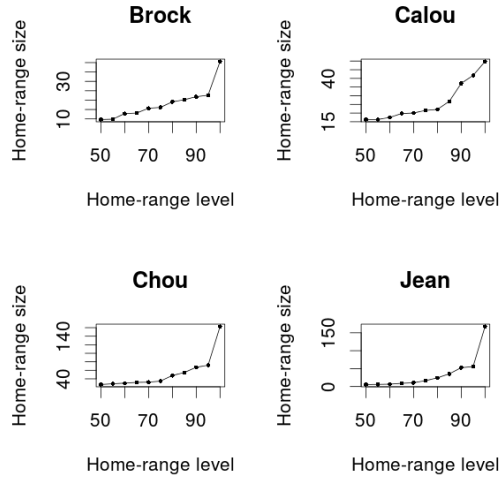 Brock
Home-range size
10 30
50 70 90
Home-range level
Calou
Home-range size
15 40
50 70 90
Home-range level
Chou
Home-range size
40 140
50 70 90
Home-range level
Jean
Home-range size
0 150
50 70 90
Home-range level